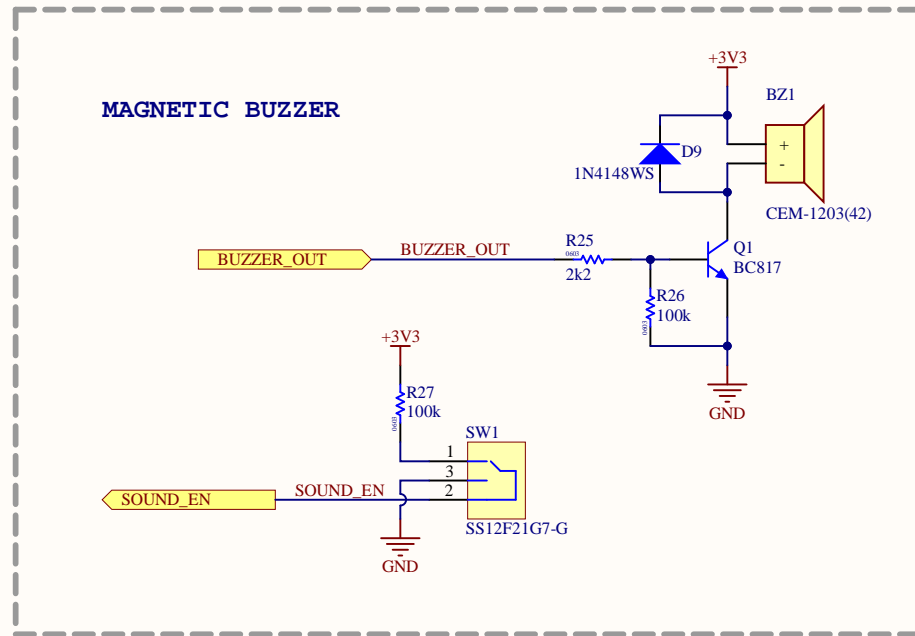 +3V3
BZ1
MAGNETIC BUZZER
D9
+
1N4148WS
-
CEM-1203(42)
R25
Q1
BUZZER_OUT
BUZZER_OUT
0603
2k2
BC817
R26
100k
0603
+3V3
GND
R27
100k
0603
SW1
1
3
2
SOUND_EN
SOUND_EN
SS12F21G7-G
GND